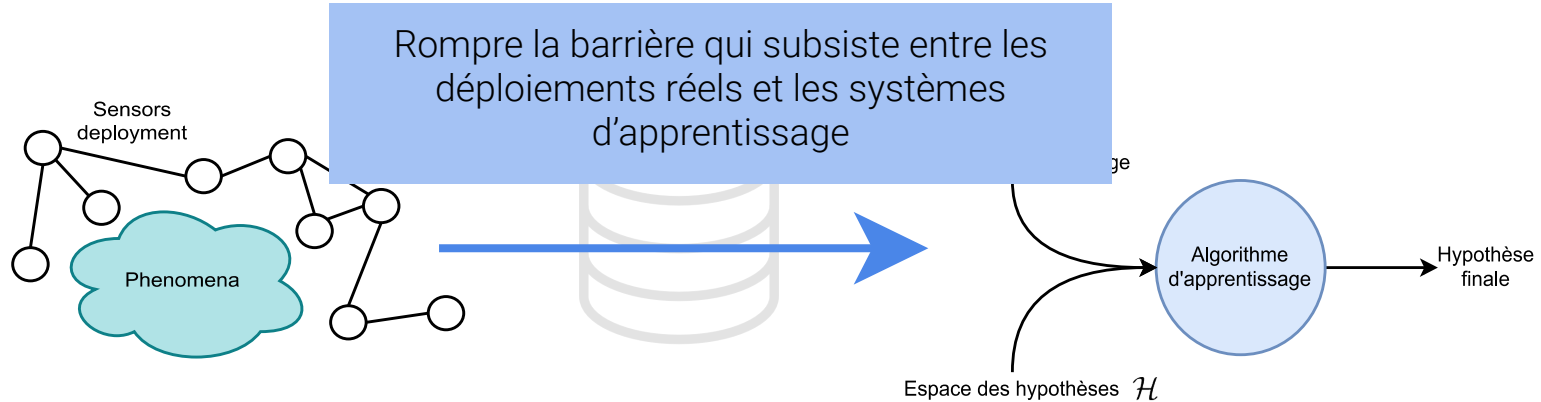 Rompre la barrière qui subsiste entre les
déploiements réels et les systèmes
d'apprentissage
Sensors
deployment
Phenomena
Algorithme
d'apprentissage
Hypothèse
finale
Espace des hypothèses ℋ